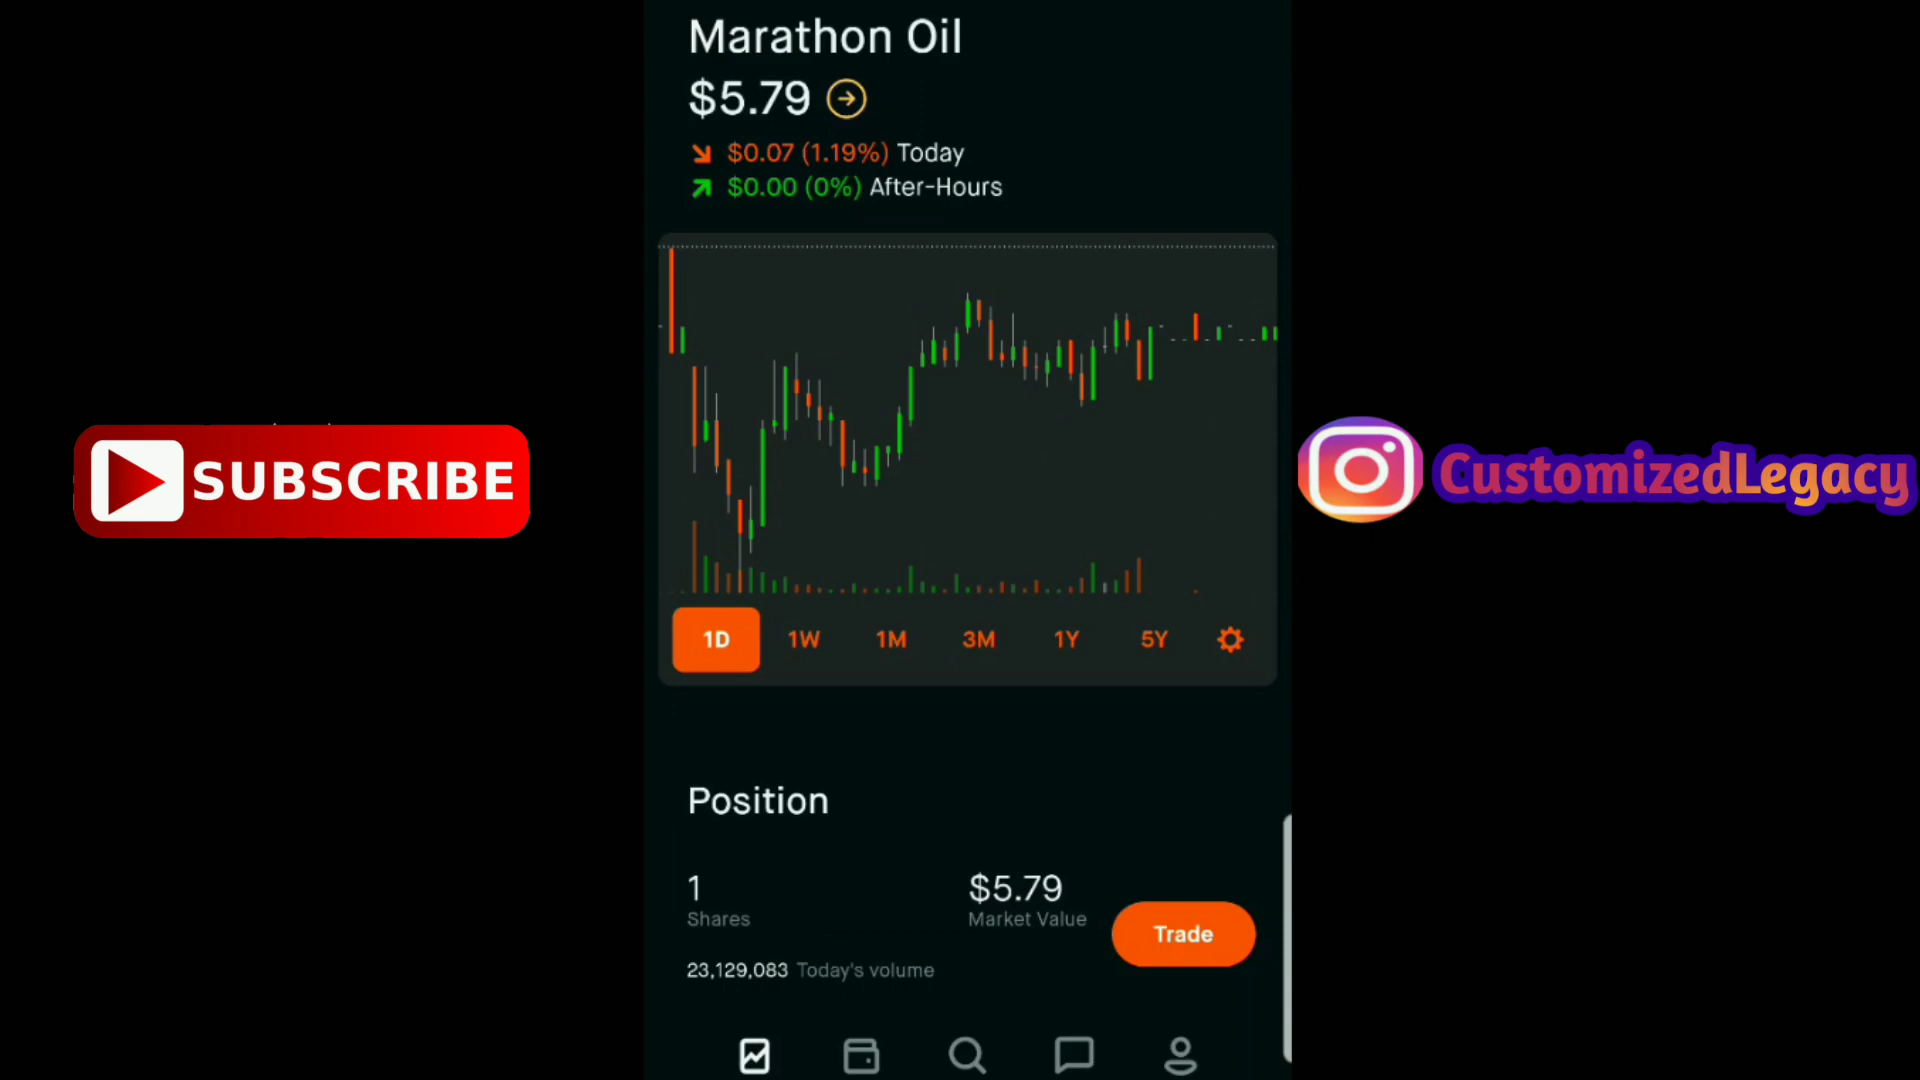 Marathon Oil
$5.79
$0.07 (1.19%) Today
$0.00 (0%) After-Hours
SUBSCRIBE
CustomizedLegacy
1D 1W 1M 3M 1Y 5Y
Position
1 $5.79
Shares Market Value
Trade
23,129,083 Today's volume